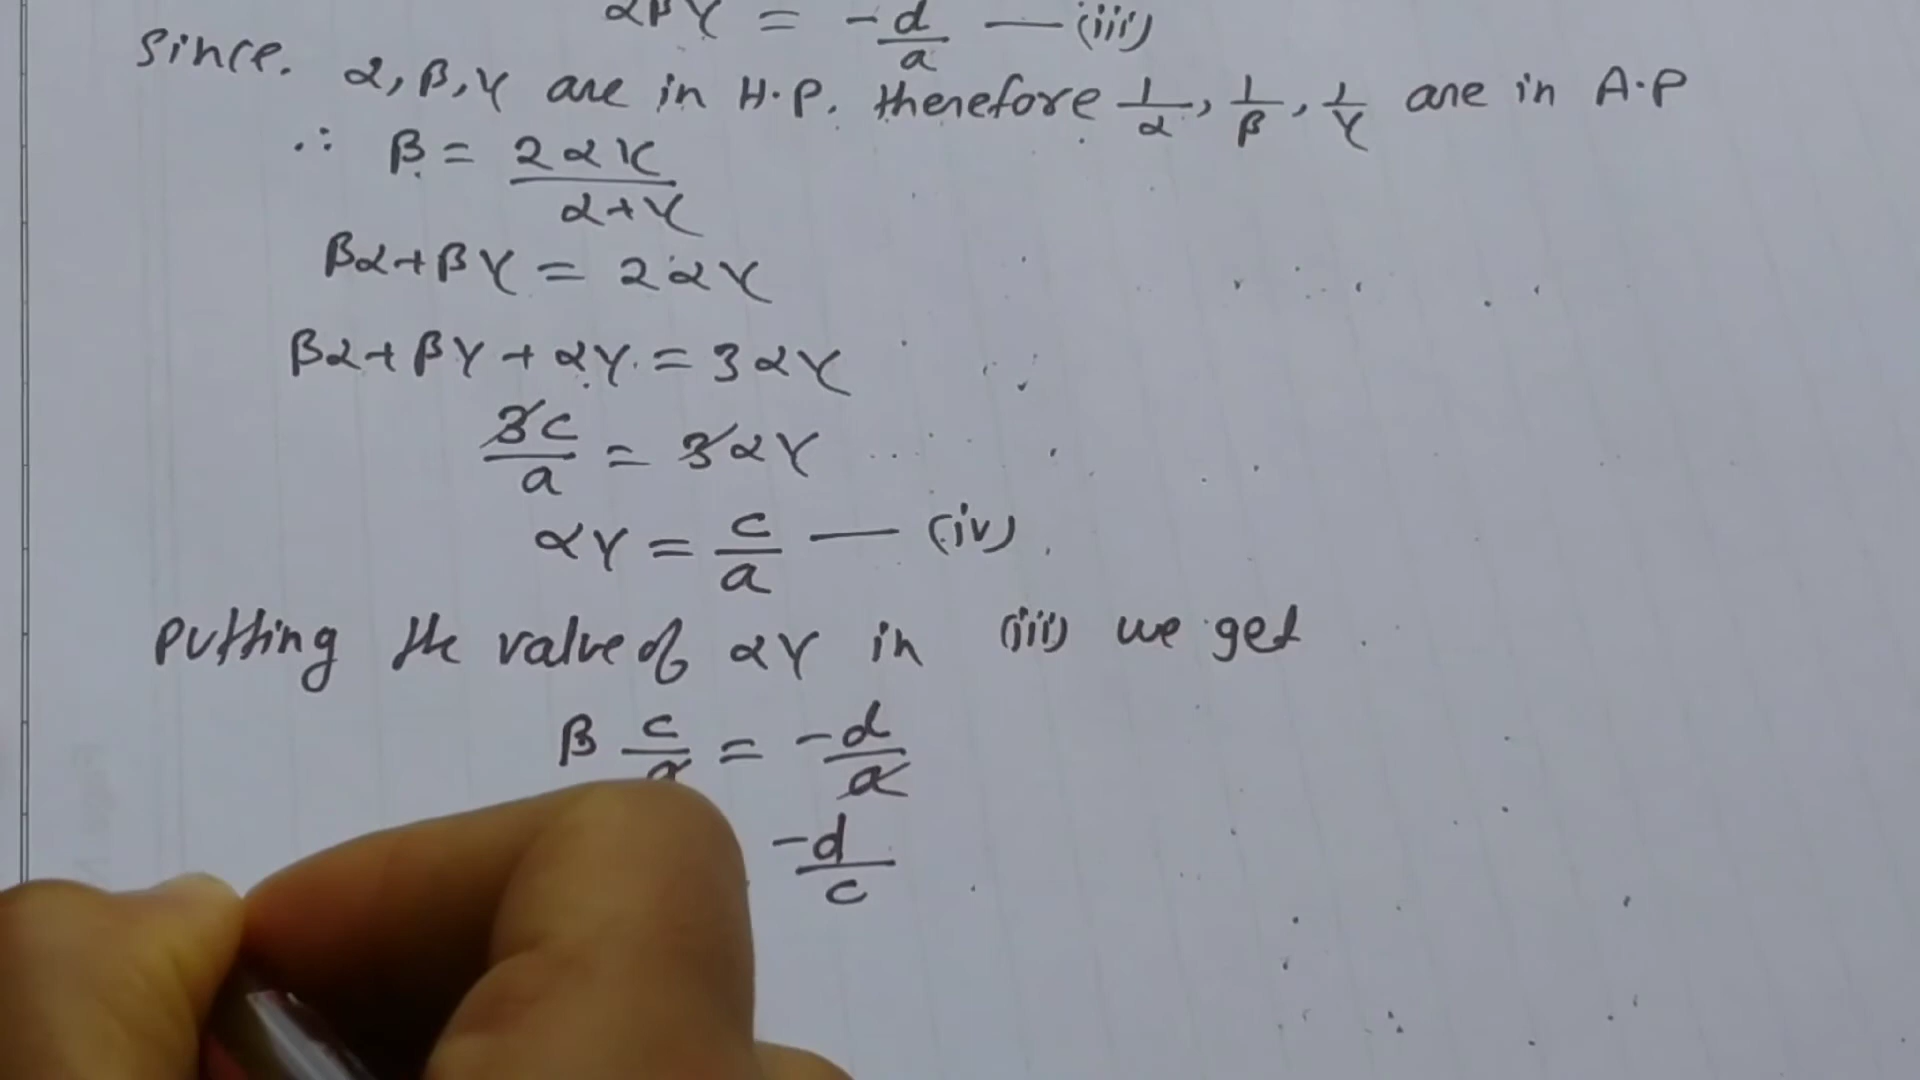 αβγ = -d/a — (iii)
Since. α, β, γ are in H.P. therefore 1/α, 1/β, 1/γ are in A.P
∴ β = 2αγ/α+γ
βα+βγ = 2αγ
βα+βγ+αγ = 3αγ
3c/a = 3αγ
αγ = c/a — (iv)
putting the value of αγ in (iii) we get
β c/a = -d/a
-d/c